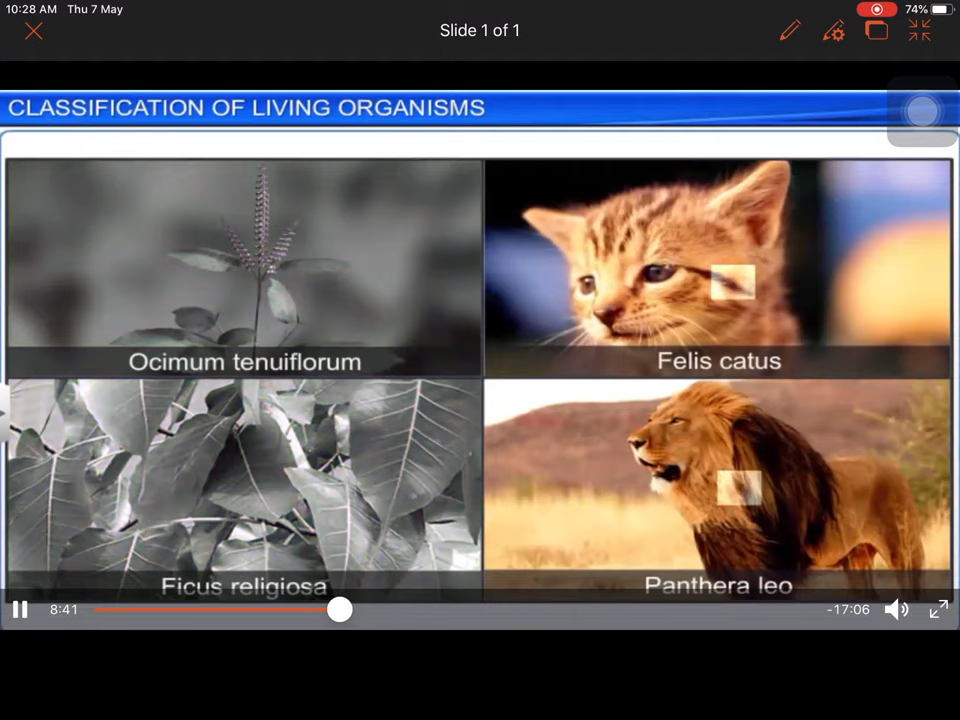 10:28 AM Thu 7 May
74%
Slide 1 of 1
CLASSIFICATION OF LIVING ORGANISMS
Ocimum tenuiflorum
Felis catus
Ficus religiosa
Panthera leo
8:41
-17:06